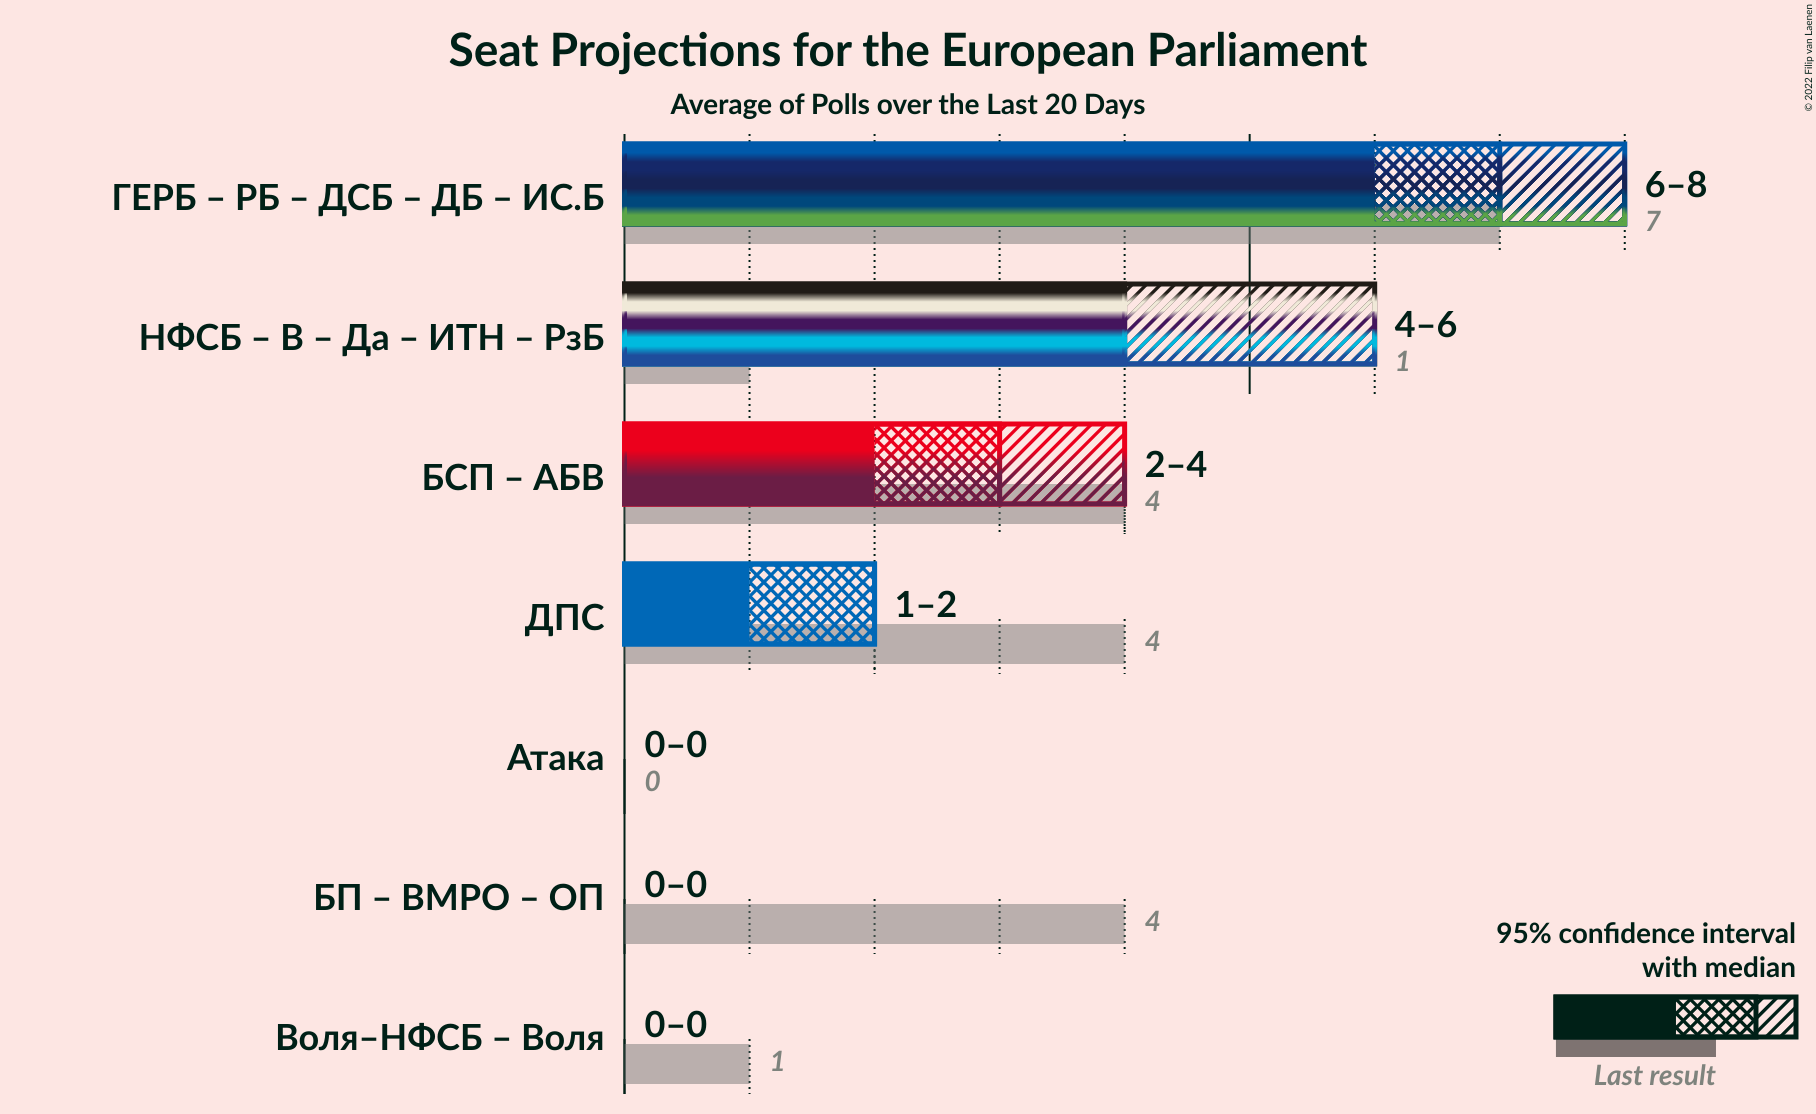 Seat Projections for the European Parliament
Average of Polls over the Last 20 Days
© 2022 Filip van Laenen
ГЕРБ – РБ – ДСБ – ДБ – ИС.Б
6–8
7
НФСБ – В – Да – ИТН – РзБ
4–6
1
БСП – АБВ
2–4
4
ДПС
1–2
4
Атака
0–0
0
БП – ВМРО – ОП
0–0
4
Воля–НФСБ – Воля
0–0
1
95% confidence interval
with median
Last result